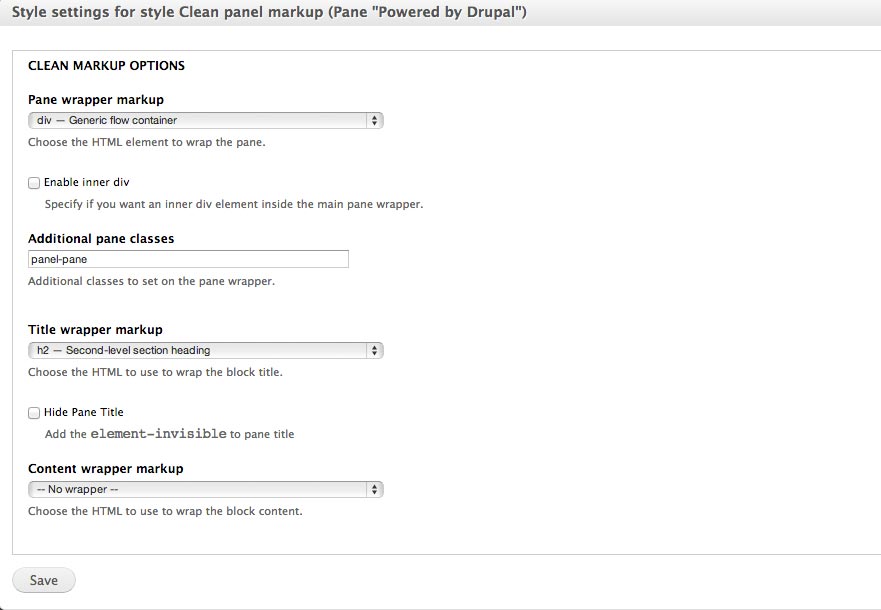 Style settings for style Clean panel markup (Pane "Powered by Drupal")
CLEAN MARKUP OPTIONS
Pane wrapper markup
div — Generic flow container
Choose the HTML element to wrap the pane.
Enable inner div
Specify if you want an inner div element inside the main pane wrapper.
Additional pane classes
panel-pane
Additional classes to set on the pane wrapper.
Title wrapper markup
h2 — Second-level section heading
Choose the HTML to use to wrap the block title.
Hide Pane Title
Add the element-invisible to pane title
Content wrapper markup
-- No wrapper --
Choose the HTML to use to wrap the block content.
Save